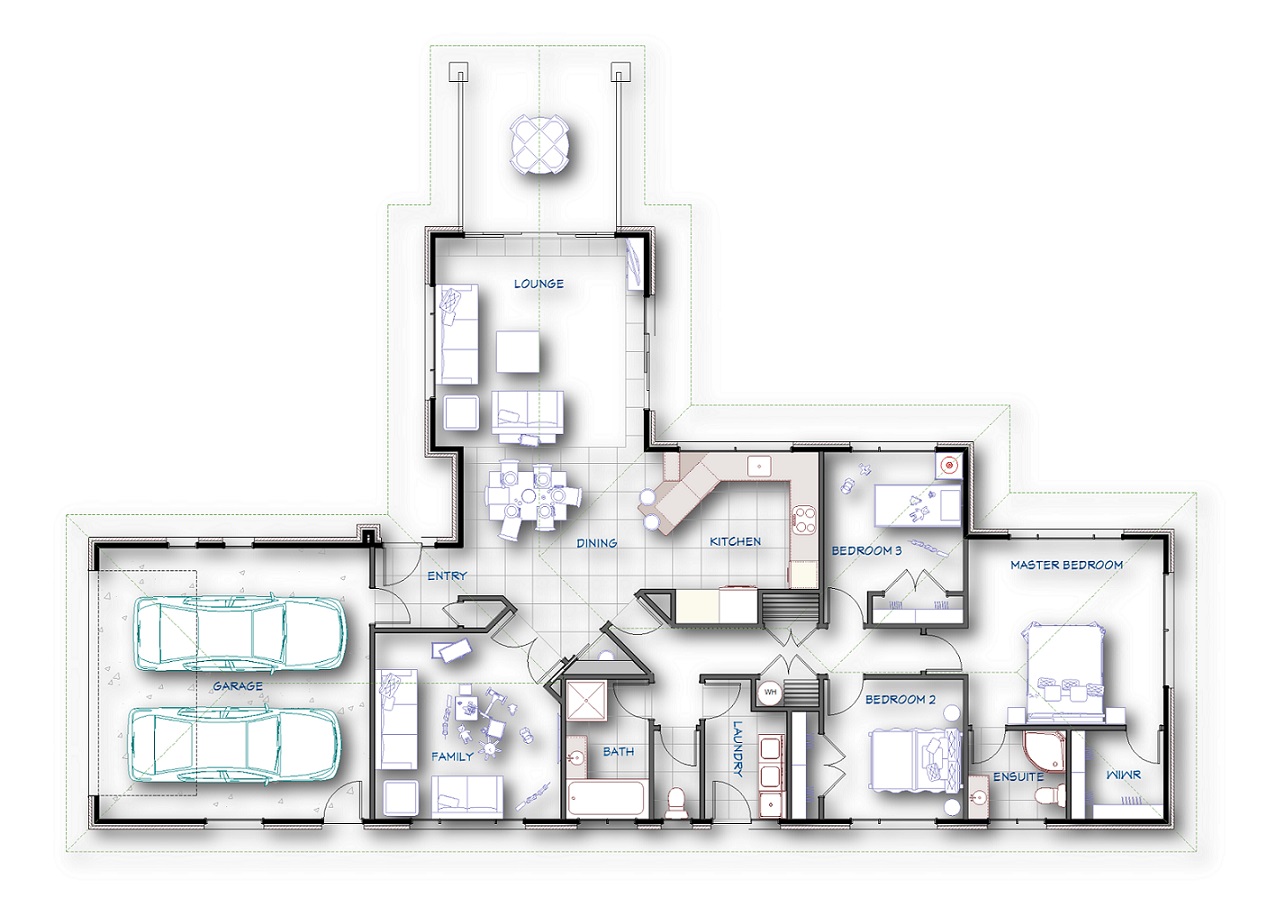 LOUNGE
DINING
KITCHEN
BEDROOM 3
MASTER BEDROOM
ENTRY
GARAGE
WH
BEDROOM 2
FAMILY
BATH
LAUNDRY
ENSUITE
WIWR